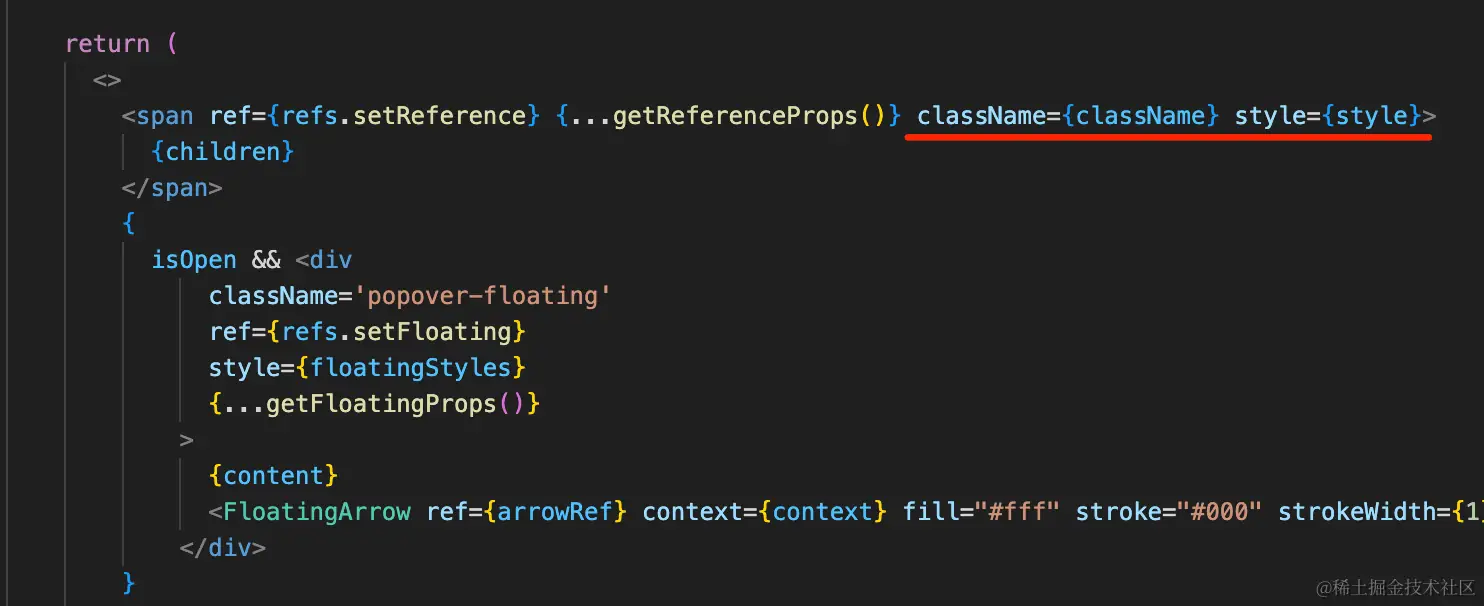 return (
<>
<span ref={refs.setReference} {...getReferenceProps()} className={className} style={style}>
{children}
</span>
{
isOpen && <div
className='popover-floating'
ref={refs.setFloating}
style={floatingStyles}
{...getFloatingProps()}
>
{content}
<FloatingArrow ref={arrowRef} context={context} fill="#fff" stroke="#000" strokeWidth={1
</div>
}
@稀土掘金技术社区